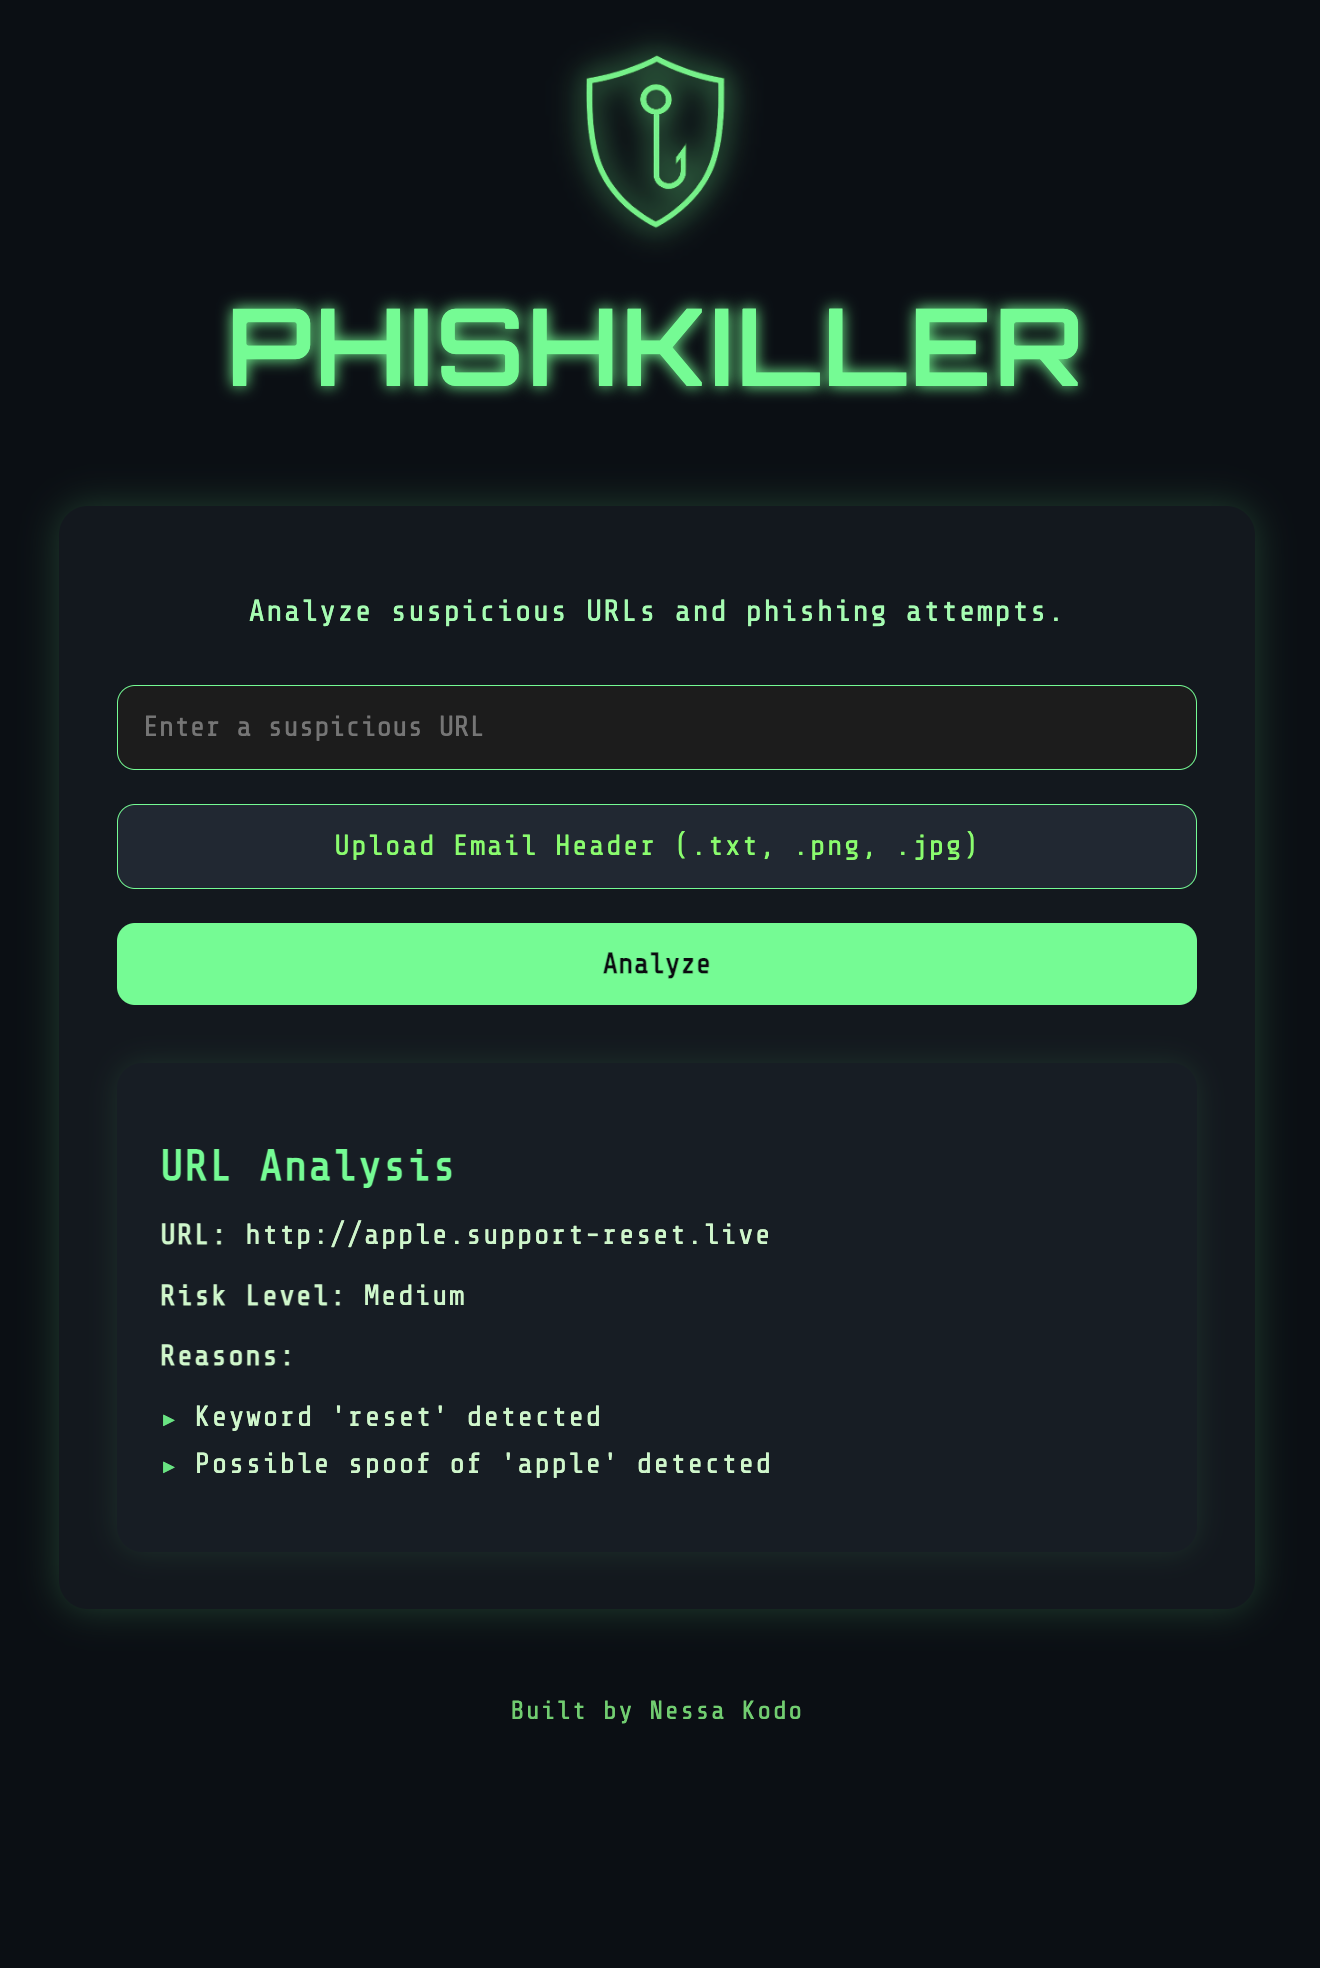 PHISHKILLER
Analyze suspicious URLs and phishing attempts.
Enter a suspicious URL
Upload Email Header (.txt, .png, .jpg)
Analyze
URL Analysis
URL: http://apple.support-reset.live
Risk Level: Medium
Reasons:
▸ Keyword 'reset' detected
▸ Possible spoof of 'apple' detected
Built by Nessa Kodo